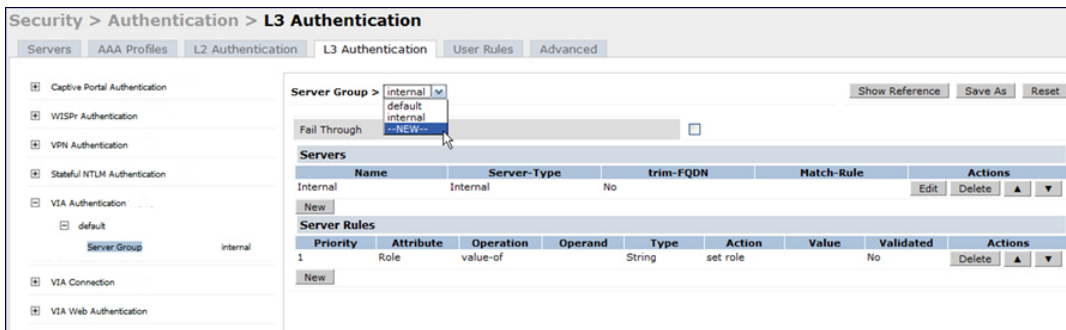 Security > Authentication > L3 Authentication
Servers AAA Profiles L2 Authentication L3 Authentication User Rules Advanced
Captive Portal Authentication
WISPr Authentication
VPN Authentication
Stateful NTLM Authentication
VIA Authentication
default
Server Group internal
VIA Connection
VIA Web Authentication
Server Group > internal Show Reference Save As Reset
default
internal
--NEW--
Fail Through
Servers
Name Server-Type trim-FQDN Match-Rule Actions
Internal Internal No Edit Delete ▲ ▼
New
Server Rules
Priority Attribute Operation Operand Type Action Value Validated Actions
1 Role value-of String set role No Delete ▲ ▼
New